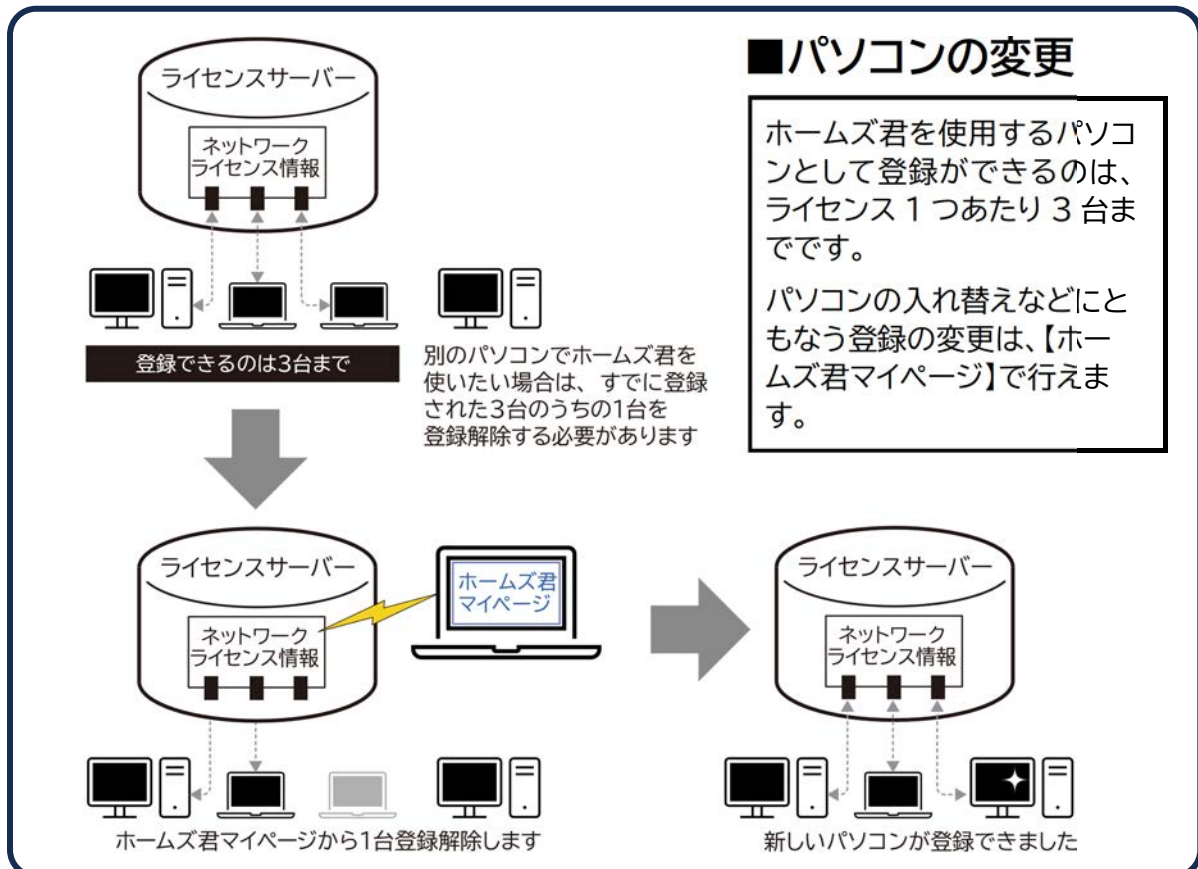 ■パソコンの変更
ホームズ君を使用するパソコ
ンとして登録ができるのは、
ライセンス 1 つあたり 3 台ま
でです。
パソコンの入れ替えなどにと
もなう登録の変更は、【ホー
ムズ君マイページ】で行えま
す。
ライセンスサーバー
ネットワーク
ライセンス情報
登録できるのは3台まで
別のパソコンでホームズ君を
使いたい場合は、すでに登録
された3台のうちの1台を
登録解除する必要があります
ライセンスサーバー
ネットワーク
ライセンス情報
ホームズ君
マイページ
ホームズ君マイページから1台登録解除します
ライセンスサーバー
ネットワーク
ライセンス情報
新しいパソコンが登録できました